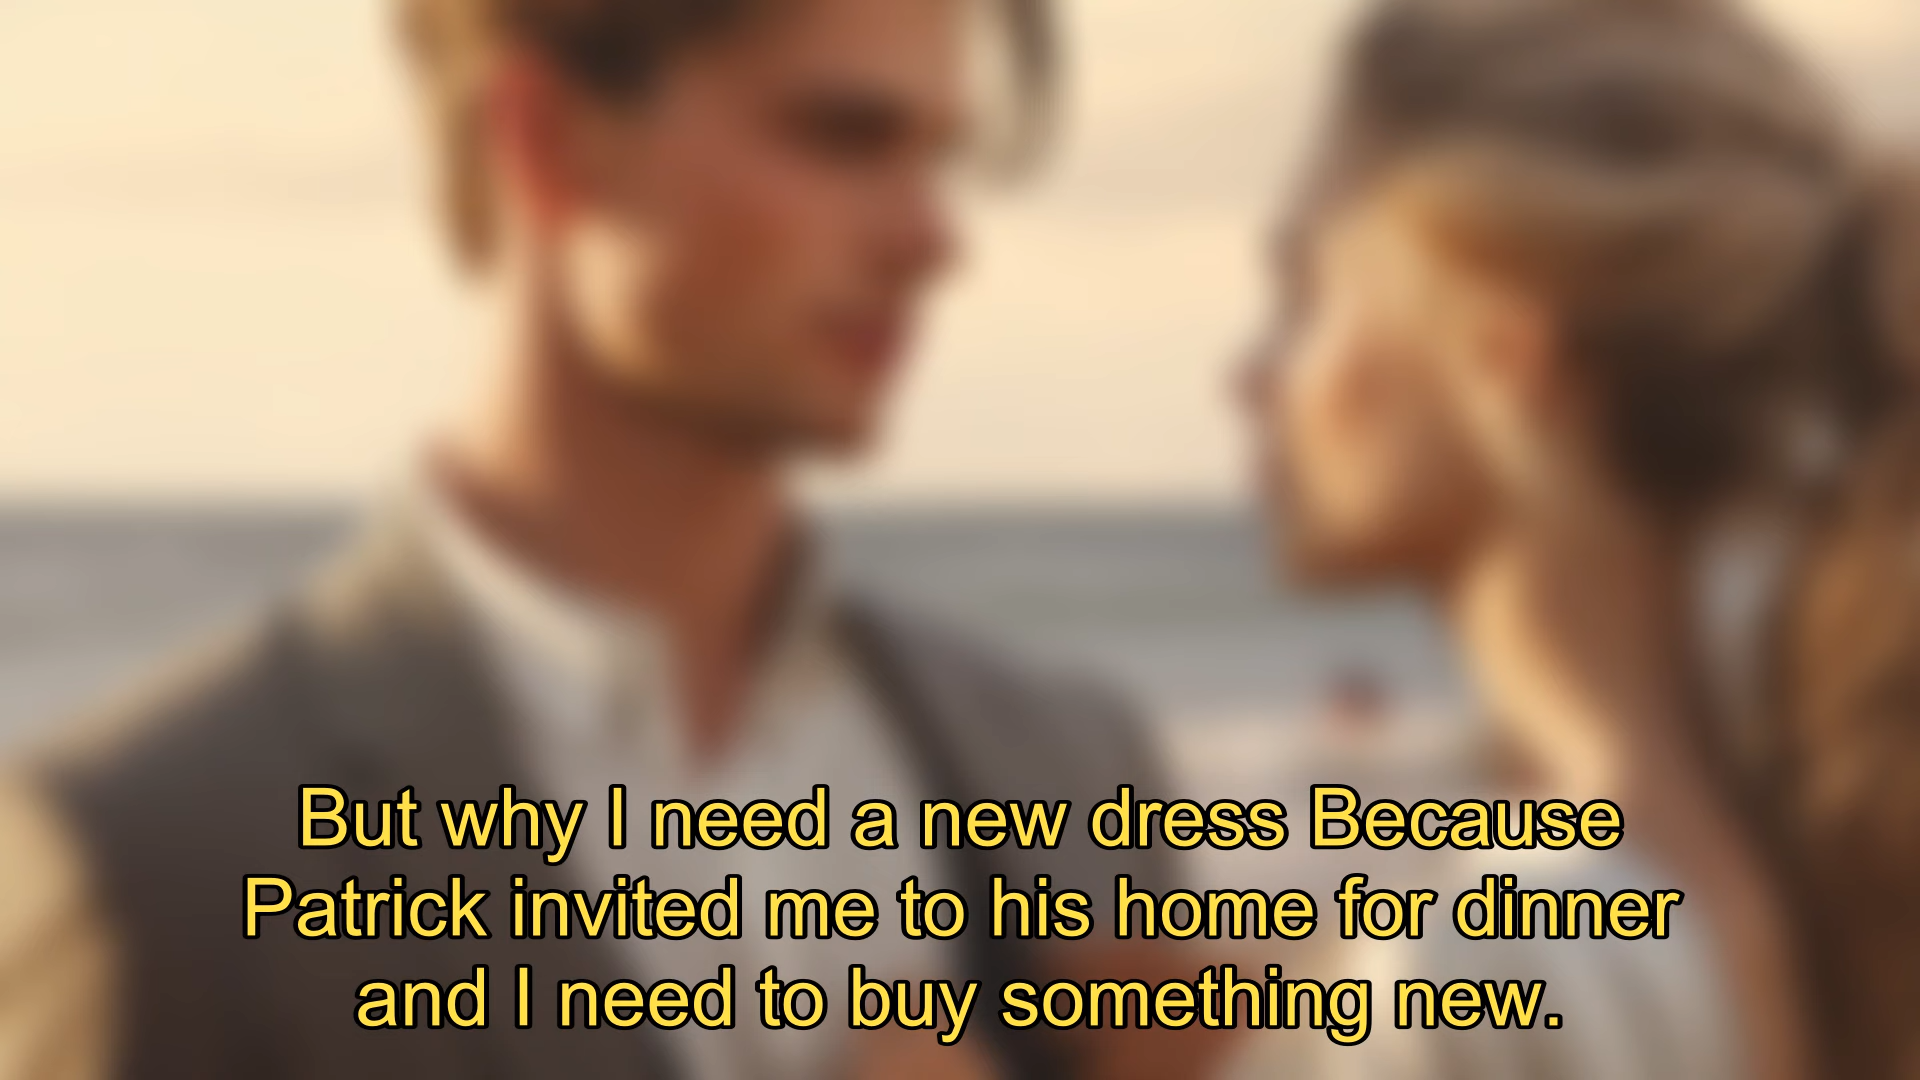 But why I need a new dress Because
Patrick invited me to his home for dinner
and I need to buy something new.